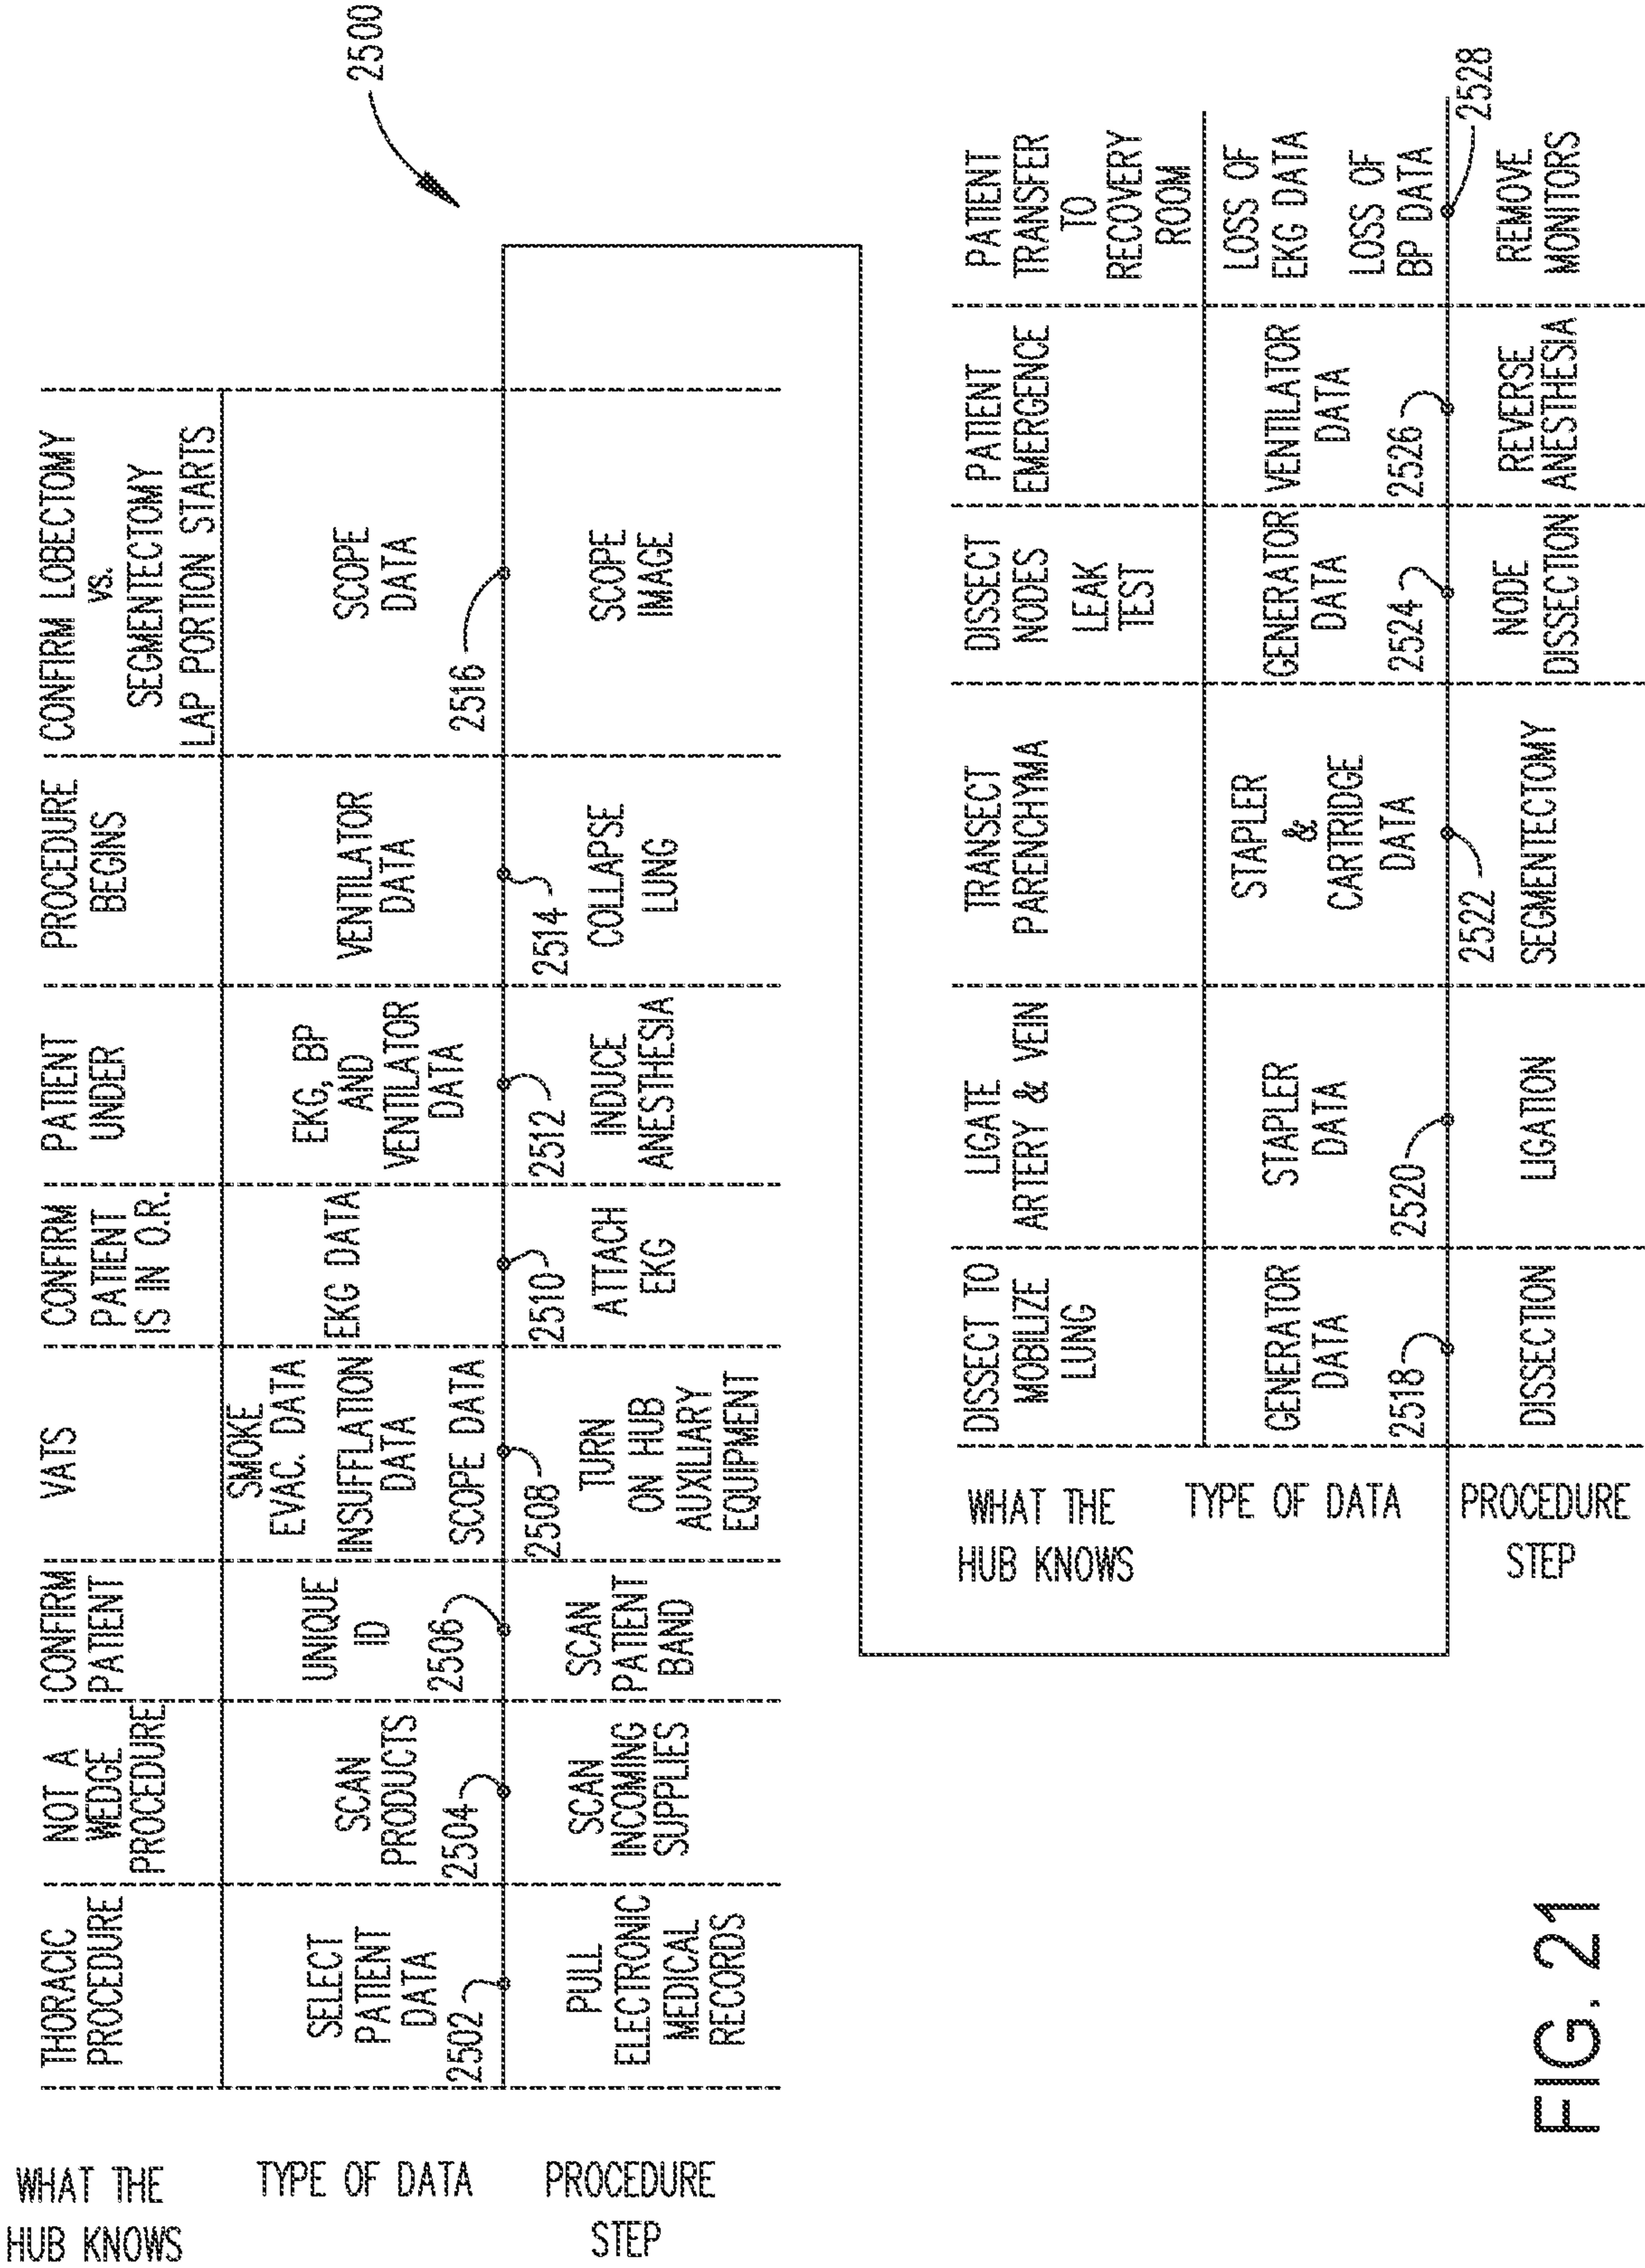 2500
WHAT THE
HUB KNOWS
THORACIC
PROCEDURE
NOT A
WEDGE
PROCEDURE
CONFIRM
PATIENT
VATS
CONFIRM
PATIENT
IS IN O.R.
PATIENT
UNDER
PROCEDURE
BEGINS
CONFIRM LOBECTOMY
VS.
SEGMENTECTOMY
LAP PORTION STARTS
TYPE OF DATA
SELECT
PATIENT
DATA
2502
SCAN
PRODUCTS
2504
UNIQUE
ID
2506
SMOKE
EVAC. DATA
INSUFFLATION
DATA
SCOPE DATA
EKG DATA
EKG, BP
AND
VENTILATOR
DATA
VENTILATOR
DATA
SCOPE
DATA
2516
PROCEDURE
STEP
PULL
ELECTRONIC
MEDICAL
RECORDS
SCAN
INCOMING
SUPPLIES
SCAN
PATIENT
BAND
2508
TURN
ON HUB
AUXILIARY
EQUIPMENT
2510
ATTACH
EKG
2512
INDUCE
ANESTHESIA
2514
COLLAPSE
LUNG
SCOPE
IMAGE
WHAT THE
HUB KNOWS
DISSECT TO
MOBILIZE
LUNG
LIGATE
ARTERY & VEIN
TRANSECT
PARENCHYMA
DISSECT
NODES
LEAK
TEST
PATIENT
EMERGENCE
PATIENT
TRANSFER
TO
RECOVERY
ROOM
TYPE OF DATA
GENERATOR
DATA
2518
STAPLER
DATA
2520
STAPLER
&
CARTRIDGE
DATA
GENERATOR
DATA
2524
VENTILATOR
DATA
2526
LOSS OF
EKG DATA
LOSS OF
BP DATA
PROCEDURE
STEP
DISSECTION
LIGATION
2522
SEGMENTECTOMY
NODE
DISSECTION
REVERSE
ANESTHESIA
2528
REMOVE
MONITORS
FIG. 21